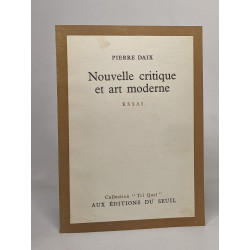 PIERRE DAIX
Nouvelle critique
et art moderne
ESSAI
Collection "Tel Quel"
AUX ÉDITIONS DU SEUIL